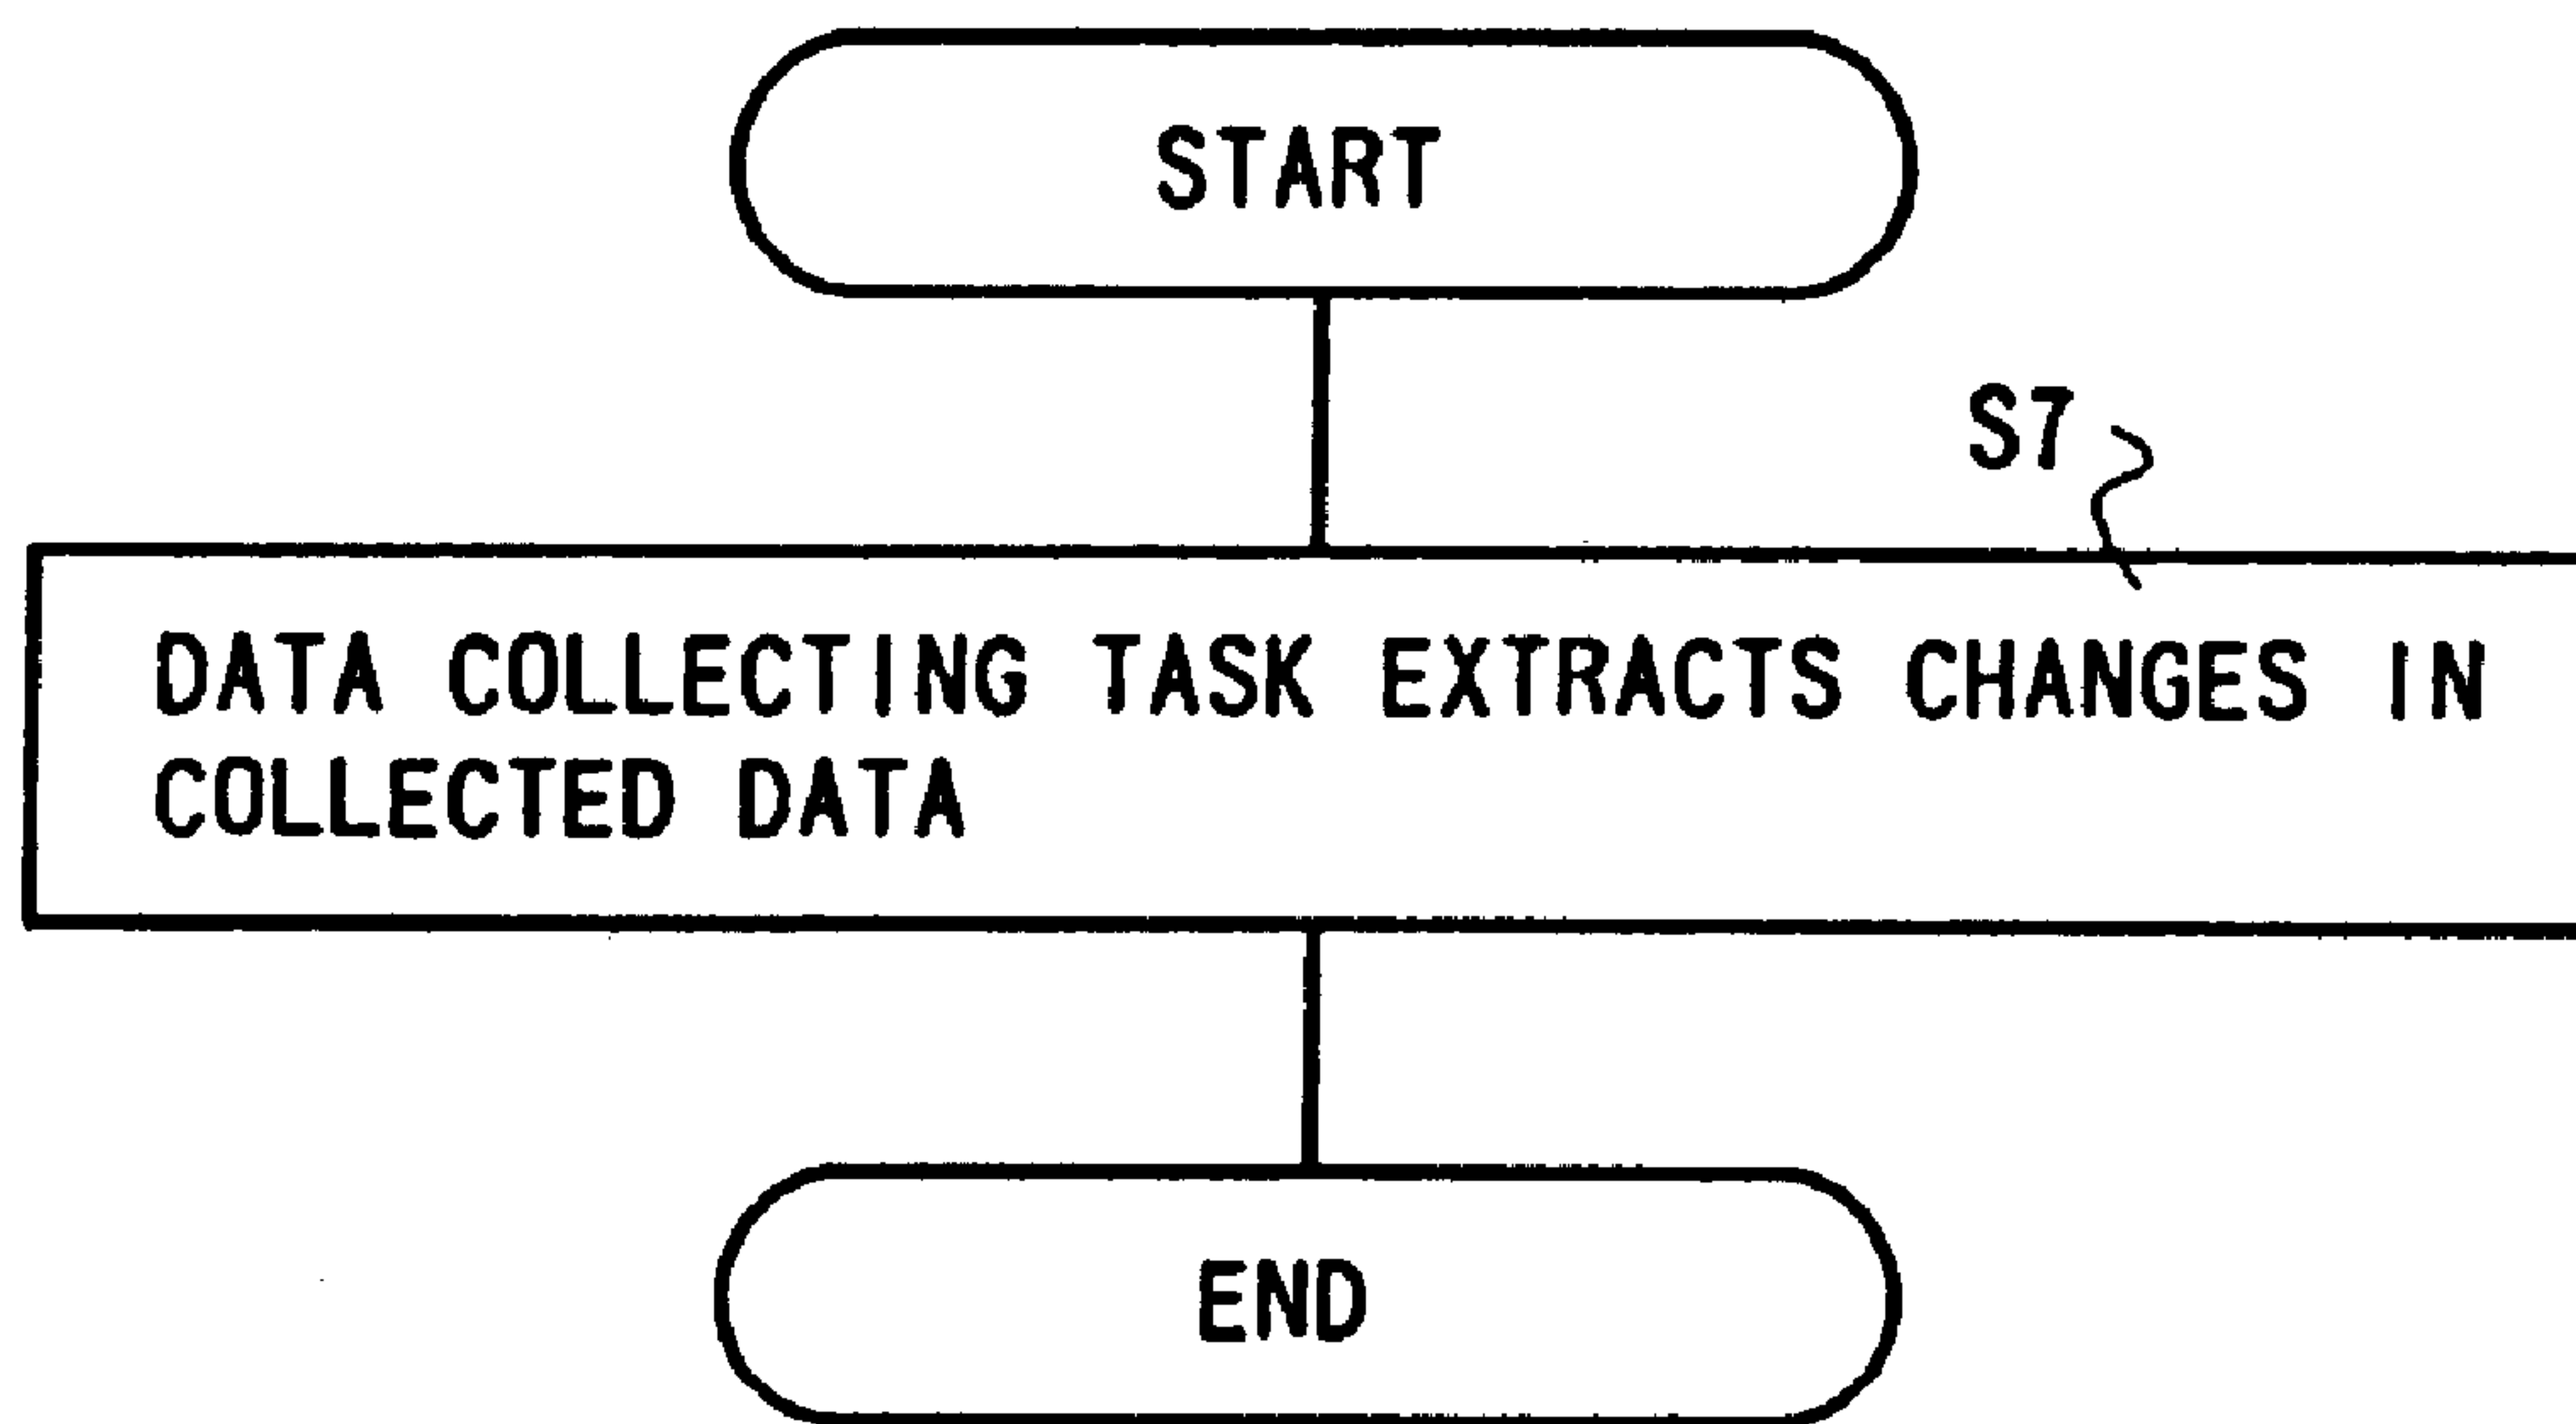 START
S7
DATA COLLECTING TASK EXTRACTS CHANGES IN
COLLECTED DATA
END